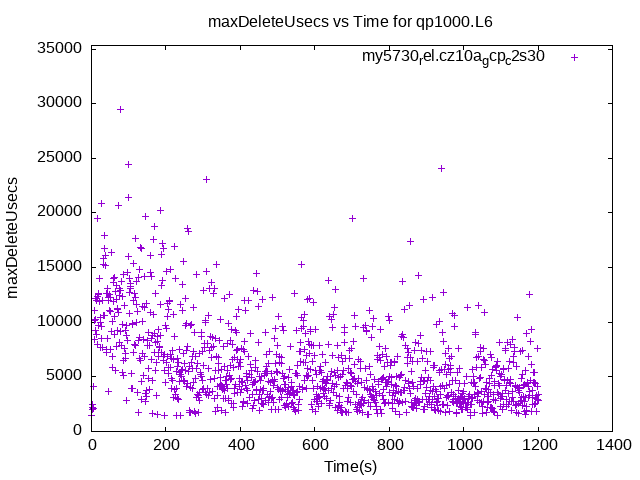 maxDeleteUsecs vs Time for qp1000.L6
my5730rel.cz10agcpc2s30
35000
30000
25000
20000
15000
10000
5000
0
maxDeleteUsecs
0 200 400 600 800 1000 1200 1400
Time(s)